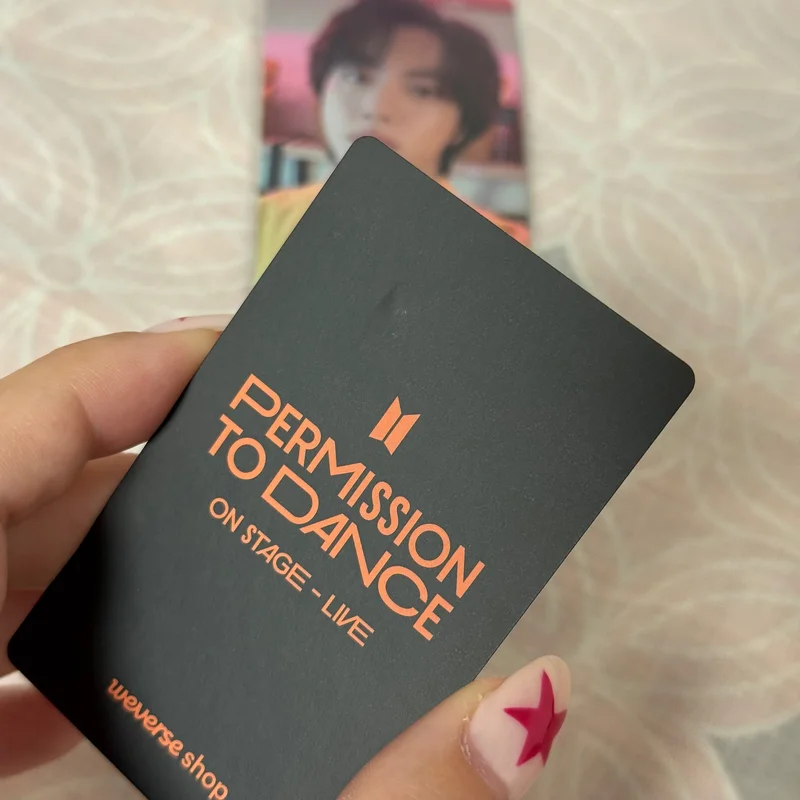 PERMISSION
TO DANCE
ON STAGE - LIVE
weverse shop